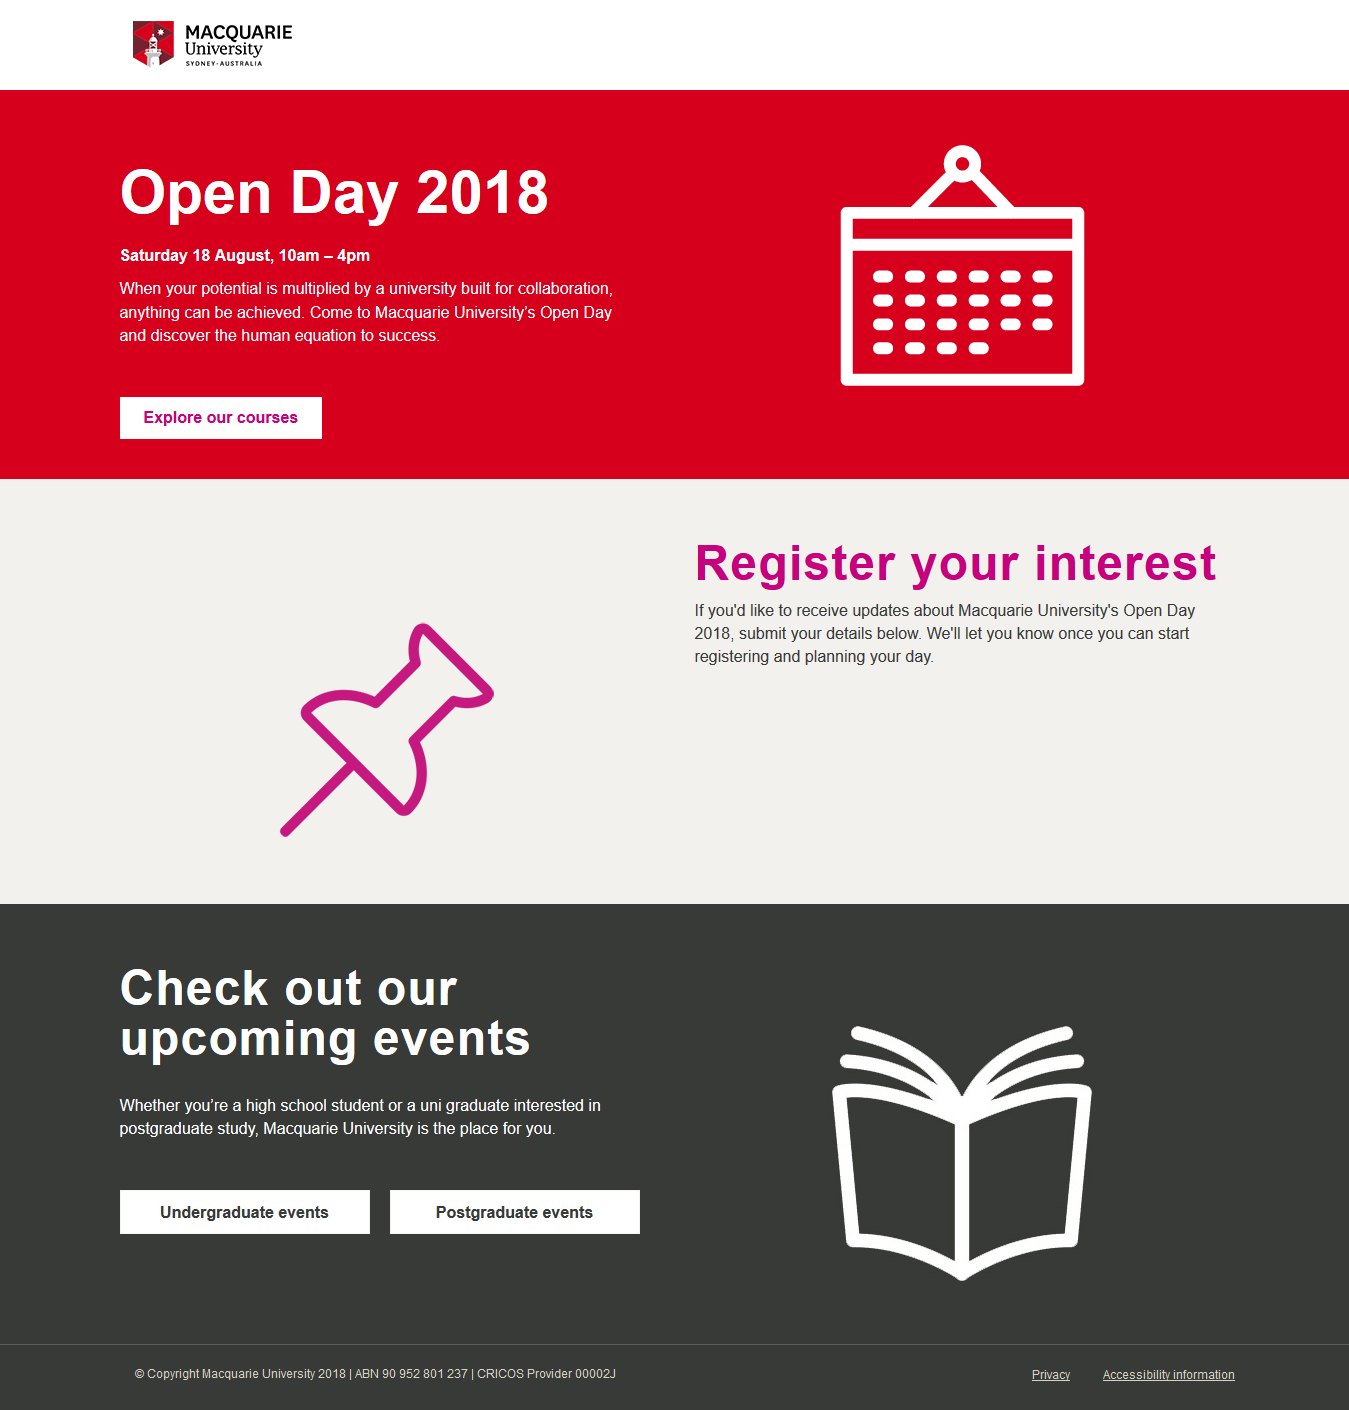 MACQUARIE
University
SYDNEY·AUSTRALIA
Open Day 2018
Saturday 18 August, 10am – 4pm
When your potential is multiplied by a university built for collaboration,
anything can be achieved. Come to Macquarie University’s Open Day
and discover the human equation to success.
Explore our courses
Register your interest
If you'd like to receive updates about Macquarie University's Open Day
2018, submit your details below. We'll let you know once you can start
registering and planning your day.
Check out our
upcoming events
Whether you’re a high school student or a uni graduate interested in
postgraduate study, Macquarie University is the place for you.
Undergraduate events
Postgraduate events
© Copyright Macquarie University 2018 | ABN 90 952 801 237 | CRICOS Provider 00002J
Privacy
Accessibility information